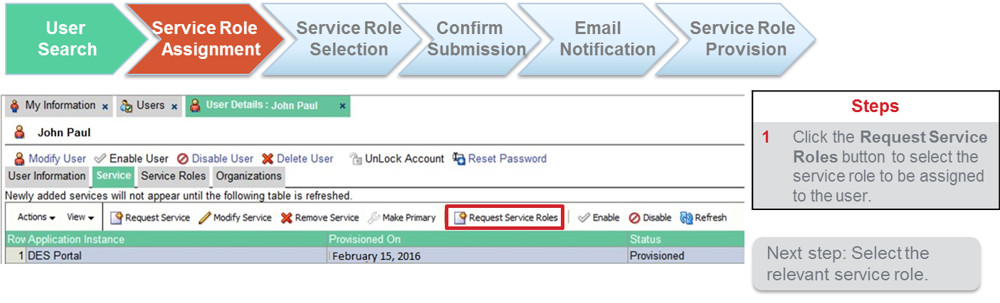 User Search
Service Role Assignment
Service Role Selection
Confirm Submission
Email Notification
Service Role Provision
My Information × Users × User Details : John Paul ×
John Paul
Modify User Enable User Disable User Delete User UnLock Account Reset Password
User Information Service Service Roles Organizations
Newly added services will not appear until the following table is refreshed.
Actions View Request Service Modify Service Remove Service Make Primary Request Service Roles Enable Disable Refresh
Row Application Instance Provisioned On Status
1 DES Portal February 15, 2016 Provisioned
Steps
1 Click the Request Service
Roles button to select the
service role to be assigned
to the user.
Next step: Select the
relevant service role.